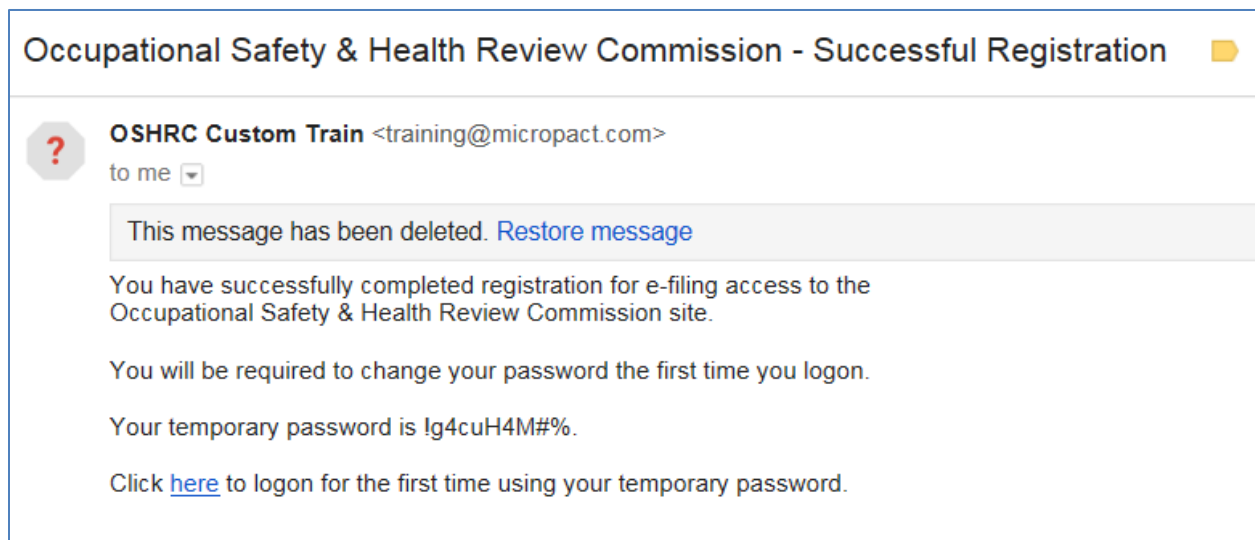 Occupational Safety & Health Review Commission - Successful Registration
?
OSHRC Custom Train <training@micropact.com>
to me
This message has been deleted. Restore message
You have successfully completed registration for e-filing access to the
Occupational Safety & Health Review Commission site.
You will be required to change your password the first time you logon.
Your temporary password is !g4cuH4M#%.
Click here to logon for the first time using your temporary password.